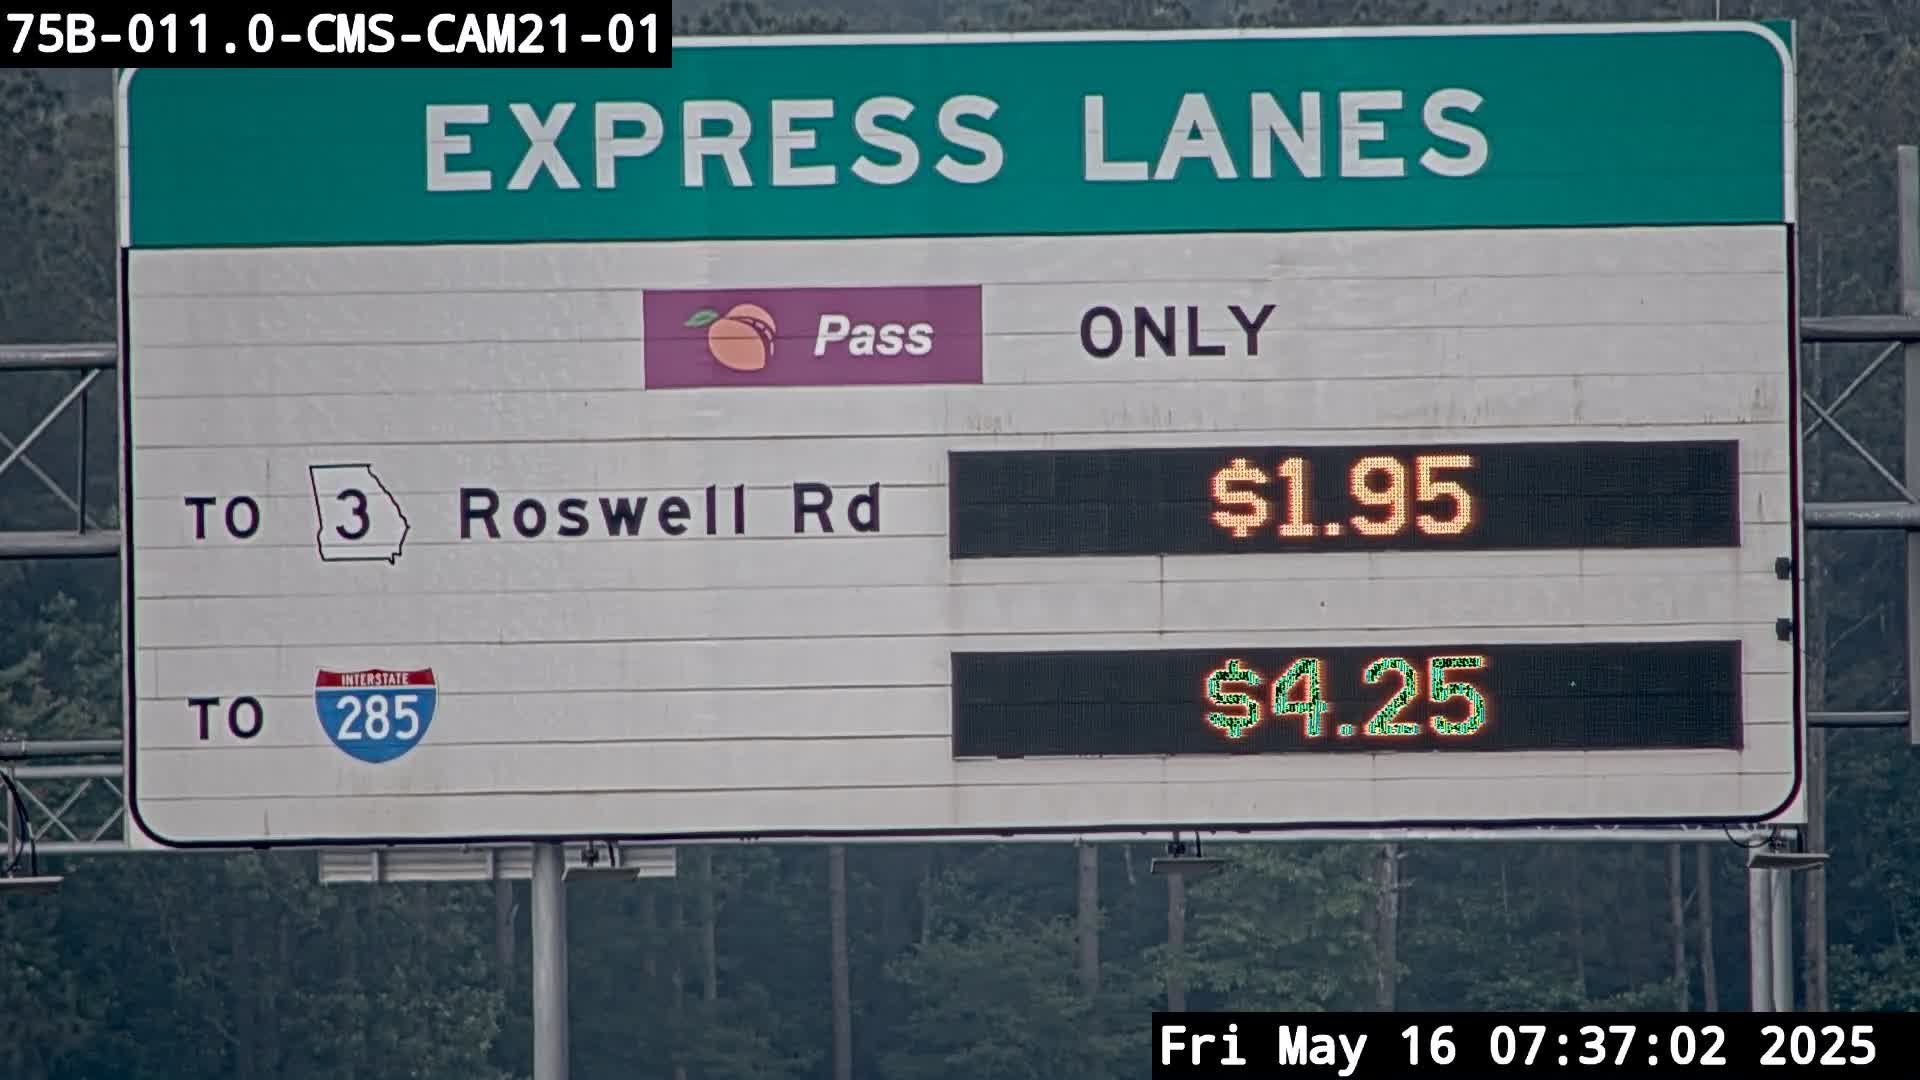 75B-011.0-CMS-CAM21-01
EXPRESS LANES
Pass ONLY
TO 3 Roswell Rd $1.95
INTERSTATE
TO 285 $4.25
Fri May 16 07:37:02 2025